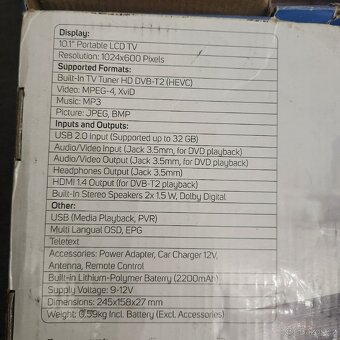 Display:
10.1" Portable LCD TV
Resolution: 1024x600 Pixels
Supported Formats:
Built-In TV Tuner HD DVB-T2 (HEVC)
Video: MPEG-4, XviD
Music: MP3
Picture: JPEG, BMP
Inputs and Outputs:
USB 2.0 Input (Supported up to 32 GB)
Audio/Video Input (Jack 3.5mm, for DVD playback)
Audio/Video Output (Jack 3.5mm, for DVD playback)
Headphones Output (Jack 3.5mm)
HDMI 1.4 Output (for DVB-T2 playback)
Built-In Stereo Speakers 2x 1.5 W, Dolby Digital
Other:
USB (Media Playback, PVR)
Multi Langual OSD, EPG
Teletext
Accessories: Power Adapter, Car Charger 12V,
Antenna, Remote Control
Built-in Lithium-Polymer Baterry (2200mAh)
Supply Voltage: 9-12V
Dimensions: 245x158x27 mm
Weight: 0,59kg Incl. Battery (Excl. Accessories)